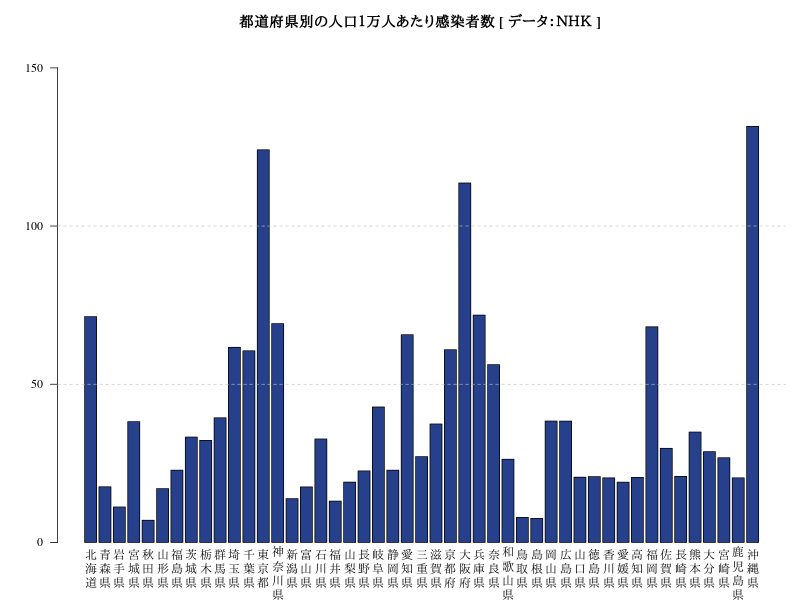 都道府県別の人口1万人あたり感染者数 [ データ：NHK ]
150
100
50
0
北海道
青森県
岩手県
宮城県
秋田県
山形県
福島県
茨城県
栃木県
群馬県
埼玉県
千葉県
東京都
神奈川県
新潟県
富山県
石川県
福井県
山梨県
長野県
岐阜県
静岡県
愛知県
三重県
滋賀県
京都府
大阪府
兵庫県
奈良県
和歌山県
鳥取県
島根県
岡山県
広島県
山口県
徳島県
香川県
愛媛県
高知県
福岡県
佐賀県
長崎県
熊本県
大分県
宮崎県
鹿児島県
沖縄県